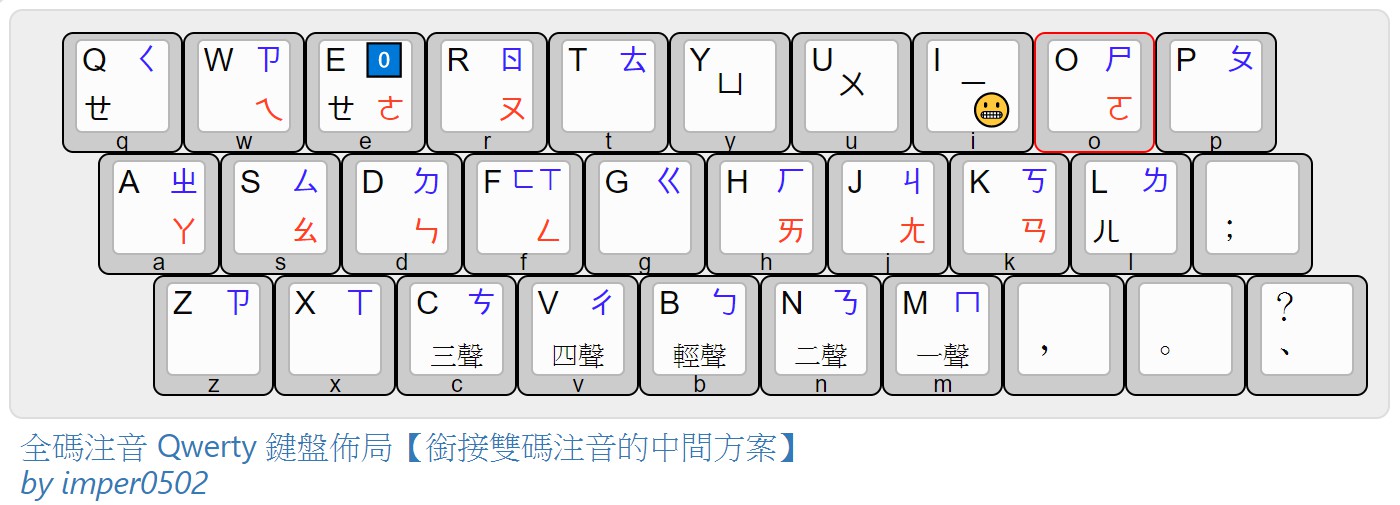 Q ㄑ W ㄗ E 0 R ㄖ T ㄊ Y ㄩ U ㄨ I ㄧ O ㄕ P ㄆ
ㄝ ㄟ ㄝ ㄜ ㄡ ㄛ
q w e r t y u i o p
A ㄓ S ㄙ D ㄉ F ㄈㄒ G ㄍ H ㄏ J ㄐ K ㄎ L ㄌ
ㄚ ㄠ ㄣ ㄥ ㄞ ㄤ ㄢ ㄦ ;
a s d f g h j k l
Z ㄗ X ㄒ C ㄘ V ㄔ B ㄅ N ㄋ M ㄇ ?
三聲 四聲 輕聲 二聲 一聲 , 。 、
z x c v b n m
全碼注音 Qwerty 鍵盤佈局【銜接雙碼注音的中間方案】
by imper0502